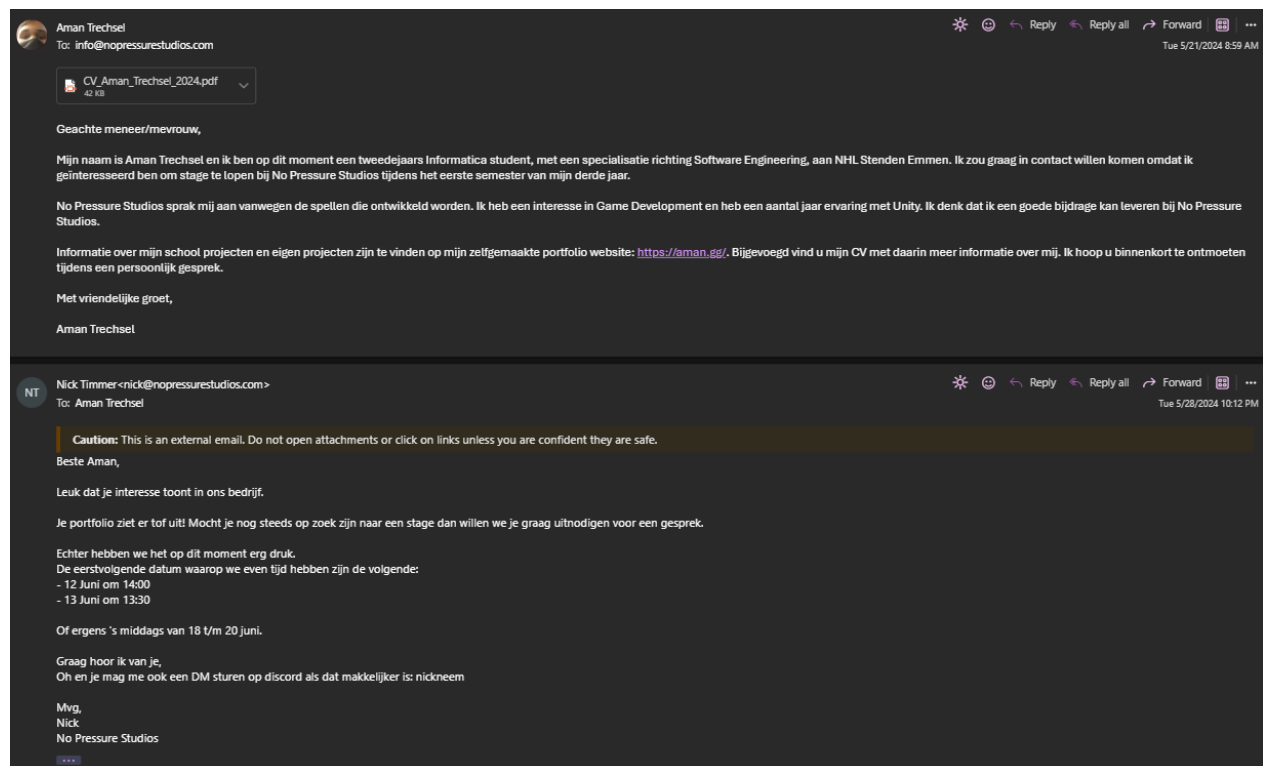 Aman Trechsel
To: info@nopressurestudios.com
Reply
Reply all
Forward
Tue 5/21/2024 8:59 AM
CV_Aman_Trechsel_2024.pdf
42 KB
Geachte meneer/mevrouw,
Mijn naam is Aman Trechsel en ik ben op dit moment een tweedejaars Informatica student, met een specialisatie richting Software Engineering, aan NHL Stenden Emmen. Ik zou graag in contact willen komen omdat ik
geïnteresseerd ben om stage te lopen bij No Pressure Studios tijdens het eerste semester van mijn derde jaar.
No Pressure Studios sprak mij aan vanwegen de spellen die ontwikkeld worden. Ik heb een interesse in Game Development en heb een aantal jaar ervaring met Unity. Ik denk dat ik een goede bijdrage kan leveren bij No Pressure
Studios.
Informatie over mijn school projecten en eigen projecten zijn te vinden op mijn zelfgemaakte portfolio website: https://aman.gg/. Bijgevoegd vind u mijn CV met daarin meer informatie over mij. Ik hoop u binnenkort te ontmoeten
tijdens een persoonlijk gesprek.
Met vriendelijke groet,
Aman Trechsel
NT
Nick Timmer<nick@nopressurestudios.com>
To: Aman Trechsel
Reply
Reply all
Forward
Tue 5/28/2024 10:12 PM
Caution: This is an external email. Do not open attachments or click on links unless you are confident they are safe.
Beste Aman,
Leuk dat je interesse toont in ons bedrijf.
Je portfolio ziet er tof uit! Mocht je nog steeds op zoek zijn naar een stage dan willen we je graag uitnodigen voor een gesprek.
Echter hebben we het op dit moment erg druk.
De eerstvolgende datum waarop we even tijd hebben zijn de volgende:
- 12 Juni om 14:00
- 13 Juni om 13:30
Of ergens 's middags van 18 t/m 20 juni.
Graag hoor ik van je,
Oh en je mag me ook een DM sturen op discord als dat makkelijker is: nickneem
Mvg,
Nick
No Pressure Studios